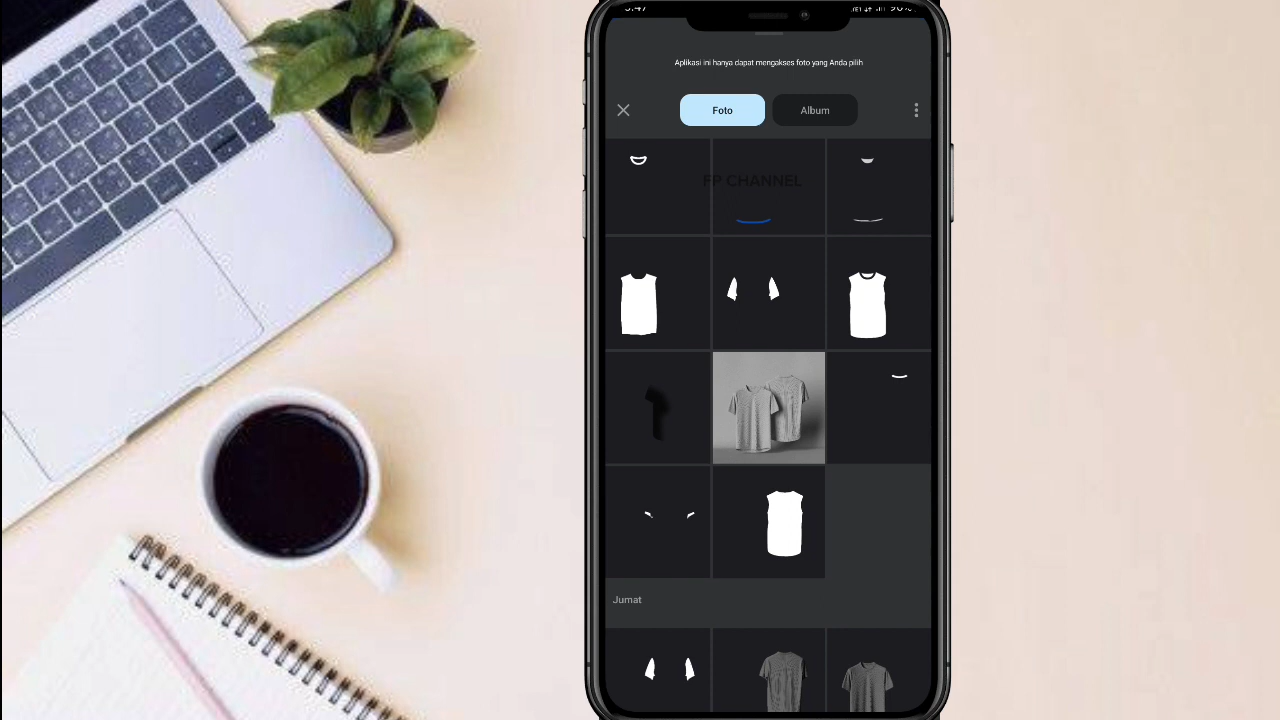 Aplikasi ini hanya dapat mengakses foto yang Anda pilih
Foto
Album
FP CHANNEL
Jumat